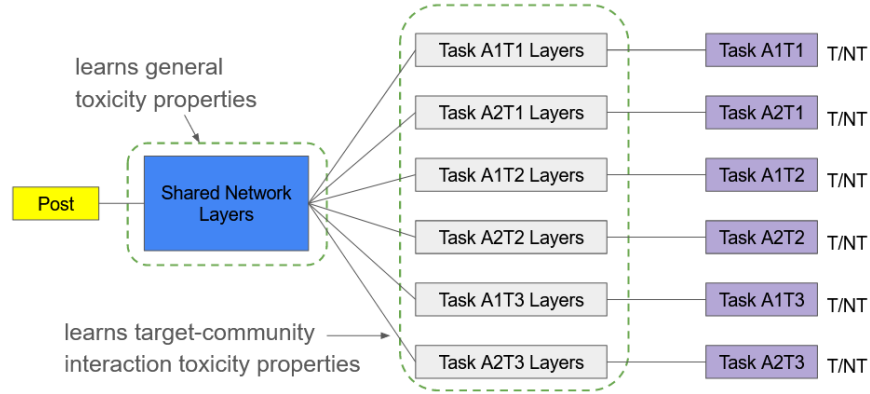 Task A1T1 Layers
Task A1T1
T/NT
learns general
toxicity properties
Task A2T1 Layers
Task A2T1
T/NT
Post
Shared Network
Layers
Task A1T2 Layers
Task A1T2
T/NT
Task A2T2 Layers
Task A2T2
T/NT
Task A1T3 Layers
Task A1T3
T/NT
learns target-community
interaction toxicity properties
Task A2T3 Layers
Task A2T3
T/NT